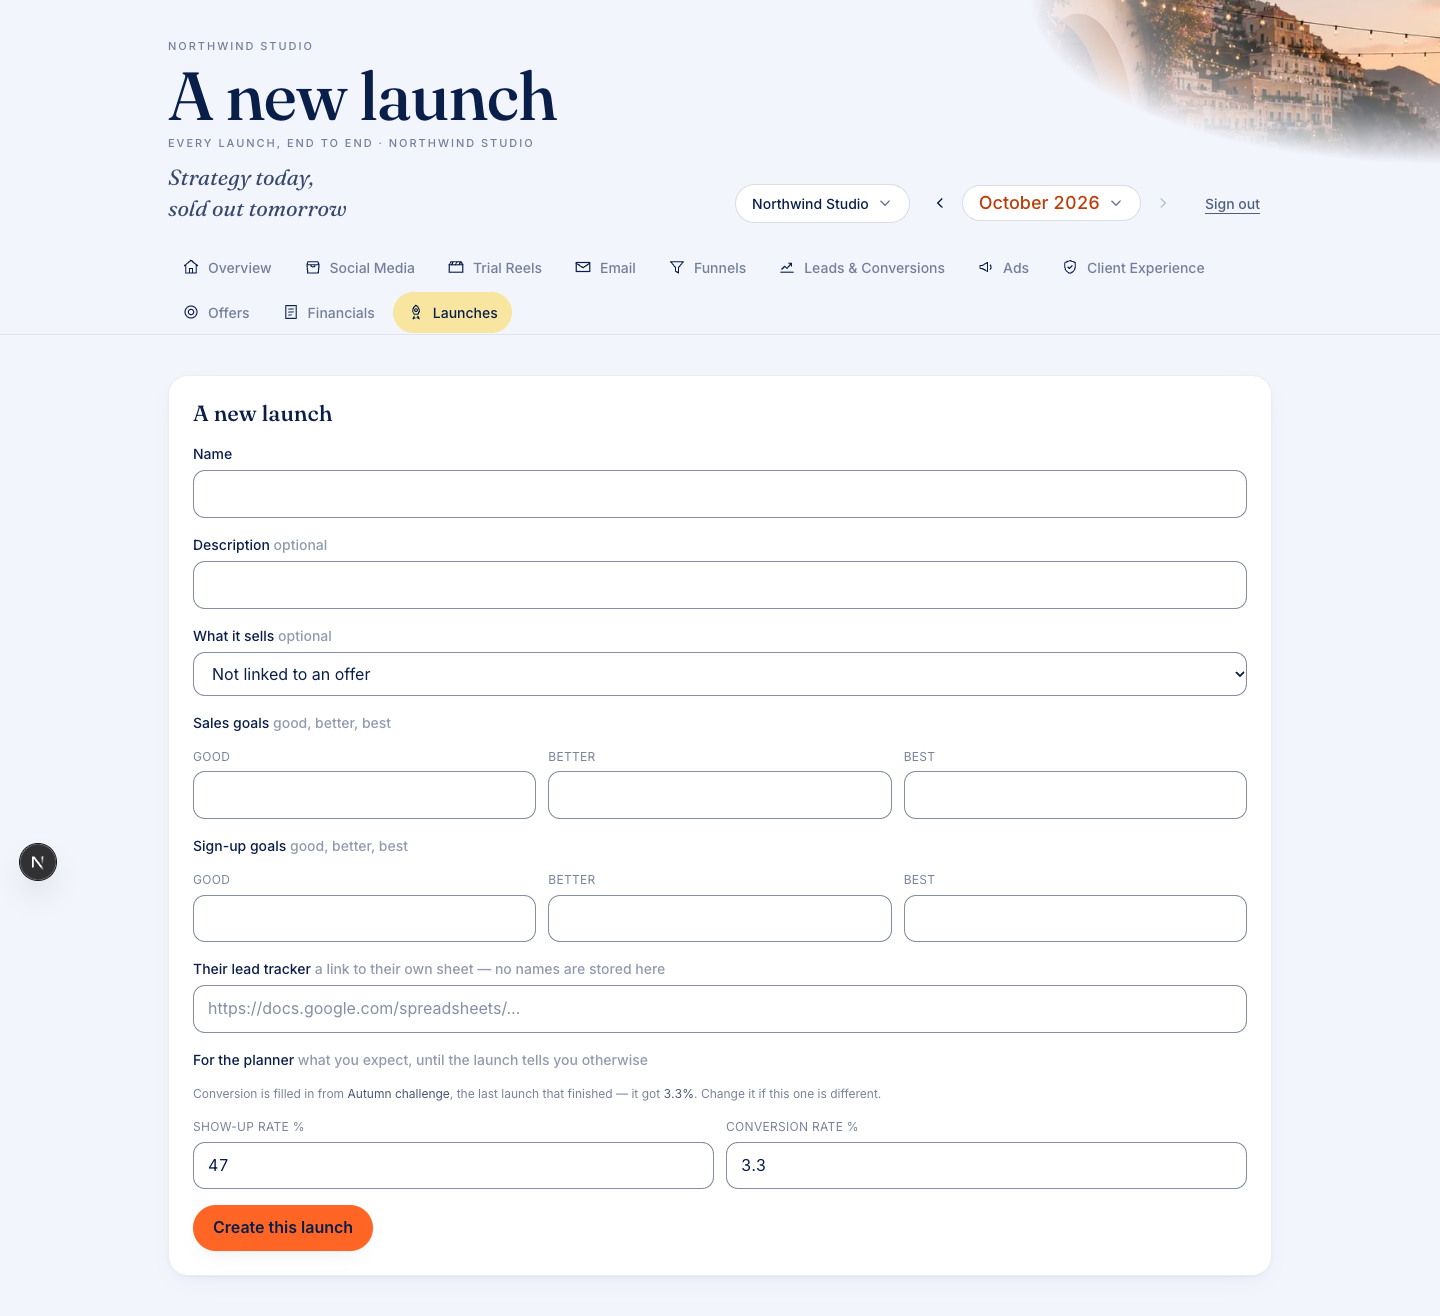 NORTHWIND STUDIO
A new launch
EVERY LAUNCH, END TO END · NORTHWIND STUDIO
Strategy today,
sold out tomorrow
Northwind Studio
October 2026
Sign out
Overview
Social Media
Trial Reels
Email
Funnels
Leads & Conversions
Ads
Client Experience
Offers
Financials
Launches
A new launch
Name
Description optional
What it sells optional
Not linked to an offer
Sales goals good, better, best
GOOD
BETTER
BEST
Sign-up goals good, better, best
GOOD
BETTER
BEST
Their lead tracker a link to their own sheet — no names are stored here
https://docs.google.com/spreadsheets/...
For the planner what you expect, until the launch tells you otherwise
Conversion is filled in from Autumn challenge, the last launch that finished — it got 3.3%. Change it if this one is different.
SHOW-UP RATE %
CONVERSION RATE %
47
3.3
Create this launch
N